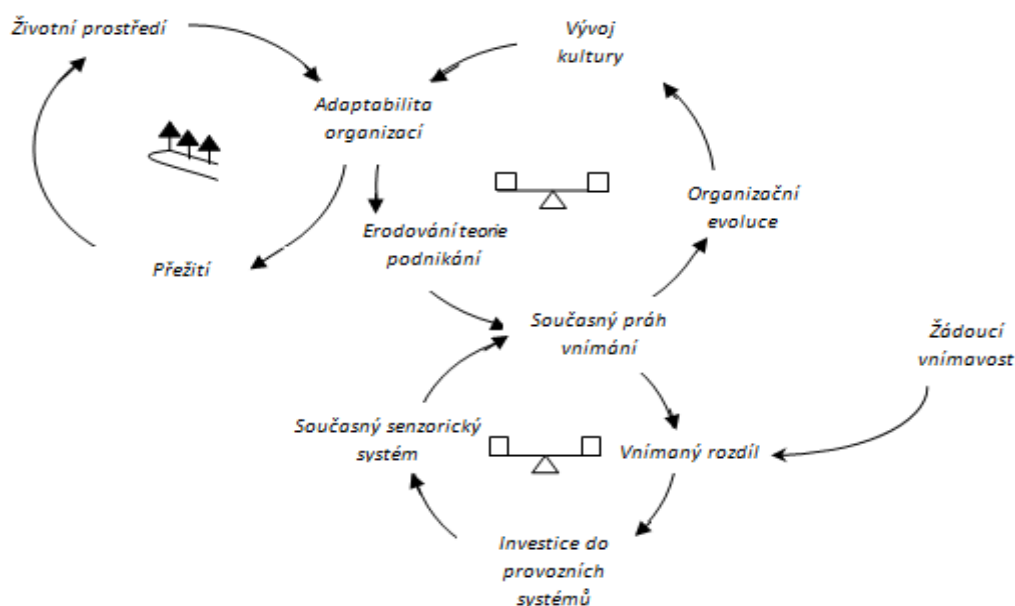 Životní prostředí
Vývoj
kultury
Adaptabilita
organizací
Organizační
evoluce
Erodování teorie
podnikání
Přežití
Současný práh
vnímání
Žádoucí
vnímavost
Současný senzorický
systém
Vnímaný rozdíl
Investice do
provozních
systémů